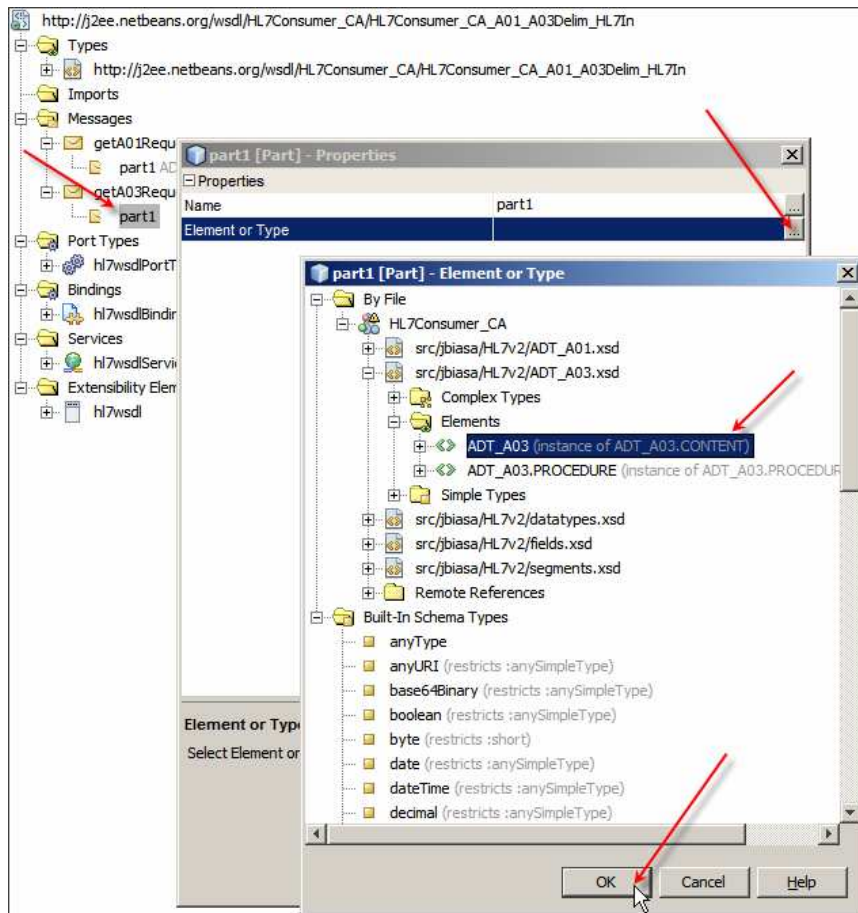 http://j2ee.netbeans.org/wsdl/HL7Consumer_CA/HL7Consumer_CA_A01_A03Delim_HL7In
Types
http://j2ee.netbeans.org/wsdl/HL7Consumer_CA/HL7Consumer_CA_A01_A03Delim_HL7In
Imports
Messages
getA01Requ
part1 AD
getA03Requ
part1
Port Types
hl7wsdlPortT
Bindings
hl7wsdlBindin
Services
hl7wsdlServi
Extensibility Elem
hl7wsdl
part1 [Part] - Properties
Properties
Name part1 ...
Element or Type ...
Element or Type
Select Element or
part1 [Part] - Element or Type
By File
HL7Consumer_CA
src/jbiasa/HL7v2/ADT_A01.xsd
src/jbiasa/HL7v2/ADT_A03.xsd
Complex Types
Elements
ADT_A03 (instance of ADT_A03.CONTENT)
ADT_A03.PROCEDURE (instance of ADT_A03.PROCEDUR
Simple Types
src/jbiasa/HL7v2/datatypes.xsd
src/jbiasa/HL7v2/fields.xsd
src/jbiasa/HL7v2/segments.xsd
Remote References
Built-In Schema Types
anyType
anyURI (restricts :anySimpleType)
base64Binary (restricts :anySimpleType)
boolean (restricts :anySimpleType)
byte (restricts :short)
date (restricts :anySimpleType)
dateTime (restricts :anySimpleType)
decimal (restricts :anySimpleType)
OK Cancel Help